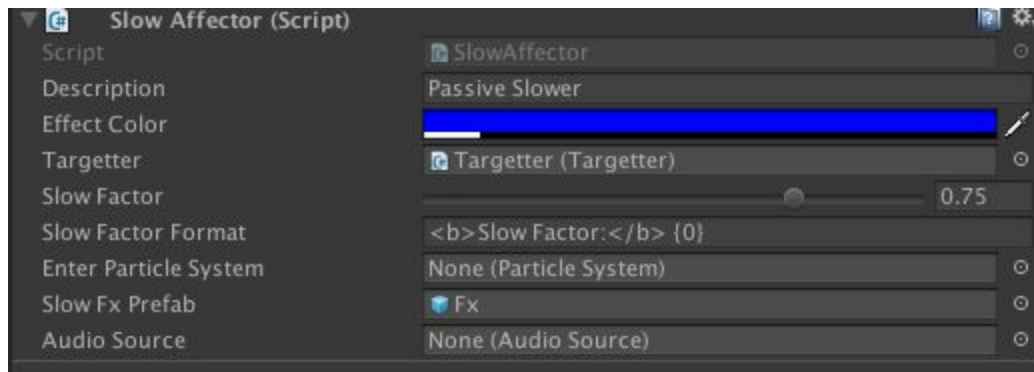 Slow Affector (Script)
Script SlowAffector
Description Passive Slower
Effect Color
Targetter Targetter (Targetter)
Slow Factor 0.75
Slow Factor Format <b>Slow Factor:</b> {0}
Enter Particle System None (Particle System)
Slow Fx Prefab Fx
Audio Source None (Audio Source)